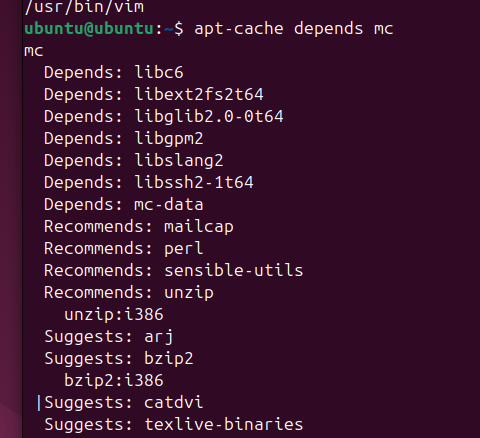 /usr/bin/vim
ubuntu@ubuntu:~$ apt-cache depends mc
mc
  Depends: libc6
  Depends: libext2fs2t64
  Depends: libglib2.0-0t64
  Depends: libgpm2
  Depends: libslang2
  Depends: libssh2-1t64
  Depends: mc-data
  Recommends: mailcap
  Recommends: perl
  Recommends: sensible-utils
  Recommends: unzip
    unzip:i386
  Suggests: arj
  Suggests: bzip2
    bzip2:i386
 |Suggests: catdvi
  Suggests: texlive-binaries